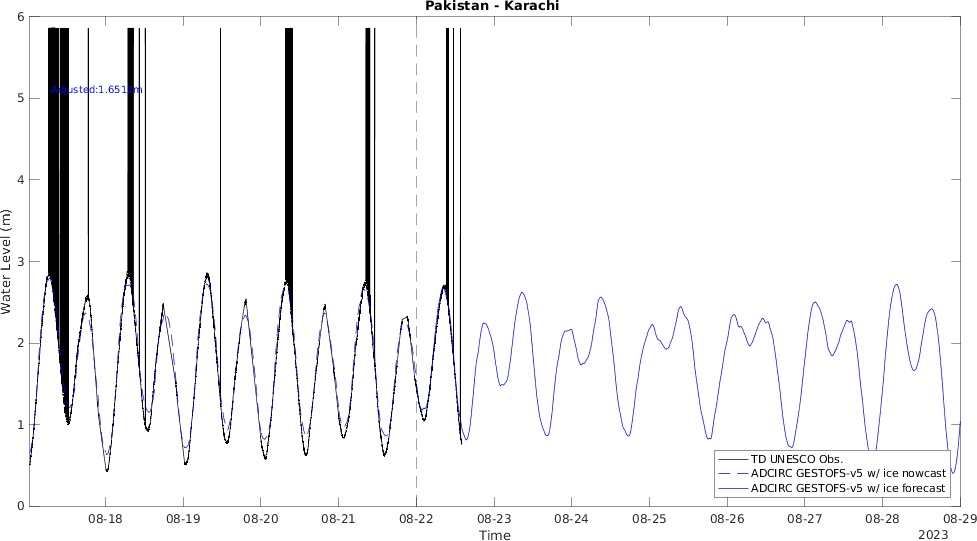 Pakistan - Karachi
6
5
4
3
2
1
0
Water Level (m)
Adjusted:1.6512m
TD UNESCO Obs.
ADCIRC GESTOFS-v5 w/ ice nowcast
ADCIRC GESTOFS-v5 w/ ice forecast
08-18 08-19 08-20 08-21 08-22 08-23 08-24 08-25 08-26 08-27 08-28 08-29
Time
2023